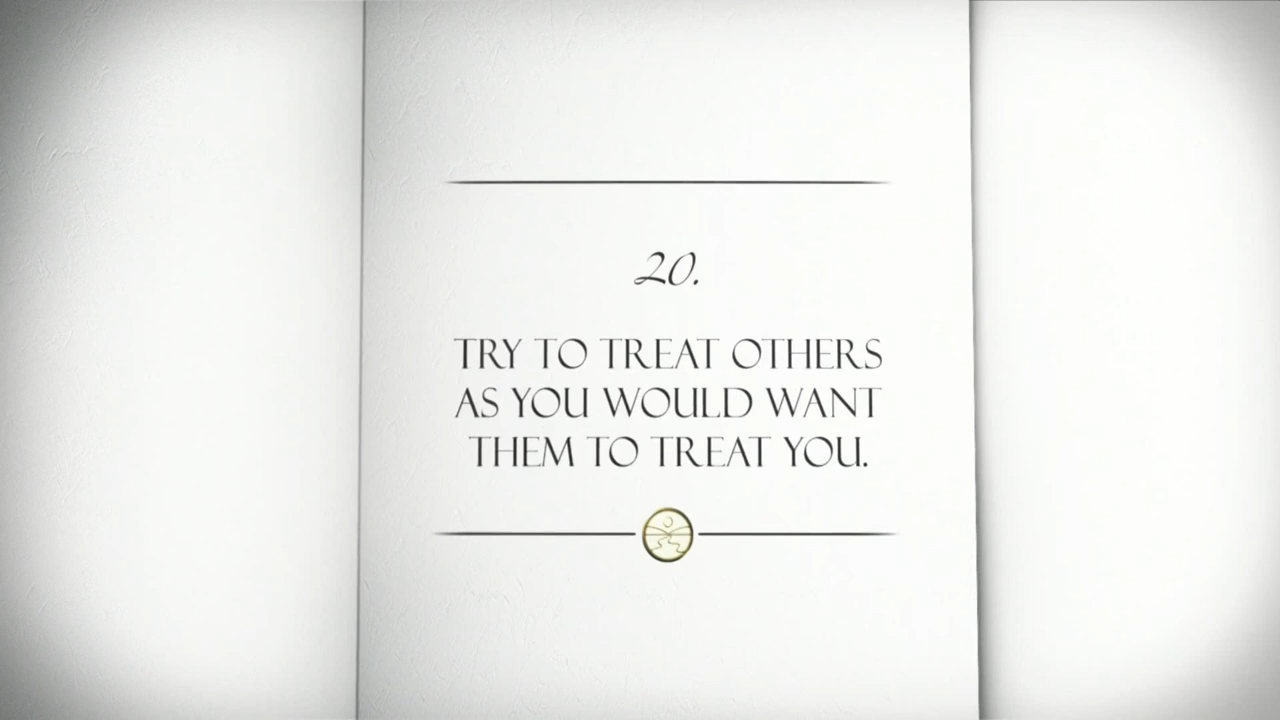 20.
TRY TO TREAT OTHERS
AS YOU WOULD WANT
THEM TO TREAT YOU.